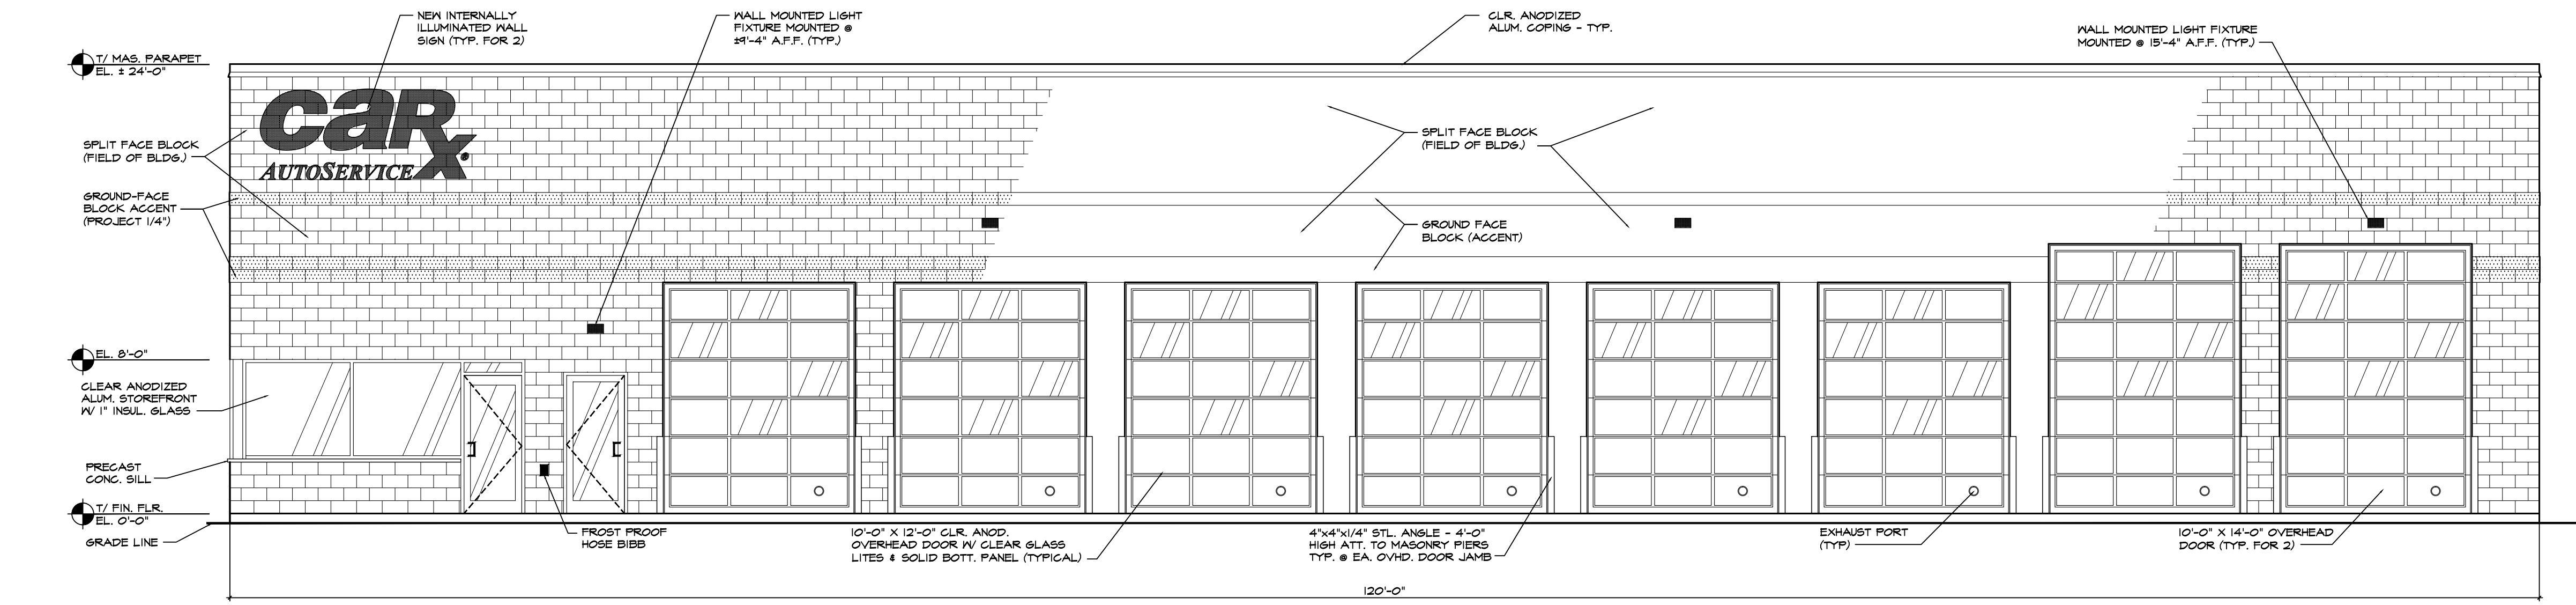 NEW INTERNALLY
ILLUMINATED WALL
SIGN (TYP. FOR 2)
WALL MOUNTED LIGHT
FIXTURE MOUNTED @
±9'-4" A.F.F. (TYP.)
CLR. ANODIZED
ALUM. COPING - TYP.
WALL MOUNTED LIGHT FIXTURE
MOUNTED @ 15'-4" A.F.F. (TYP.)
T/ MAS. PARAPET
EL. ± 24'-0"
caRx®
AUTOSERVICE
SPLIT FACE BLOCK
(FIELD OF BLDG.)
SPLIT FACE BLOCK
(FIELD OF BLDG.)
GROUND-FACE
BLOCK ACCENT
(PROJECT 1/4")
GROUND FACE
BLOCK (ACCENT)
EL. 8'-0"
CLEAR ANODIZED
ALUM. STOREFRONT
W/ 1" INSUL. GLASS
PRECAST
CONC. SILL
T/ FIN. FLR.
EL. 0'-0"
GRADE LINE
FROST PROOF
HOSE BIBB
10'-0" X 12'-0" CLR. ANOD.
OVERHEAD DOOR W/ CLEAR GLASS
LITES & SOLID BOTT. PANEL (TYPICAL)
4"x4"x1/4" STL. ANGLE - 4'-0"
HIGH ATT. TO MASONRY PIERS
TYP. @ EA. OVHD. DOOR JAMB
EXHAUST PORT
(TYP)
10'-0" X 14'-0" OVERHEAD
DOOR (TYP. FOR 2)
120'-0"